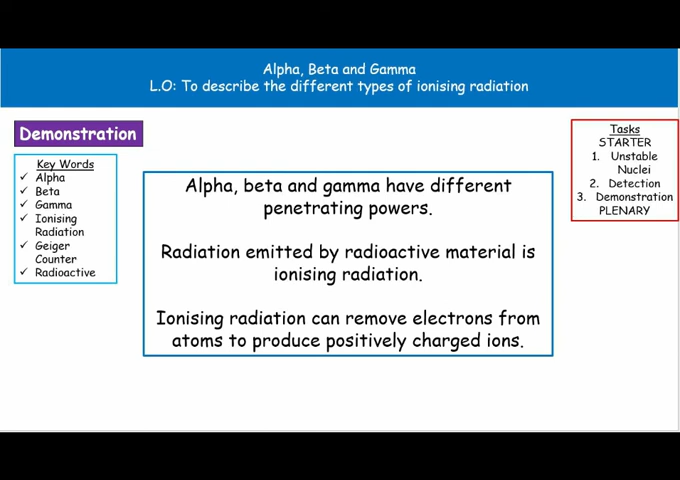 Alpha, Beta and Gamma
L.O: To describe the different types of ionising radiation
Demonstration
Key Words
✓ Alpha
✓ Beta
✓ Gamma
✓ Ionising
Radiation
✓ Geiger
Counter
✓ Radioactive
Alpha, beta and gamma have different
penetrating powers.
Radiation emitted by radioactive material is
ionising radiation.
Ionising radiation can remove electrons from
atoms to produce positively charged ions.
Tasks
STARTER
1. Unstable
Nuclei
2. Detection
3. Demonstration
PLENARY